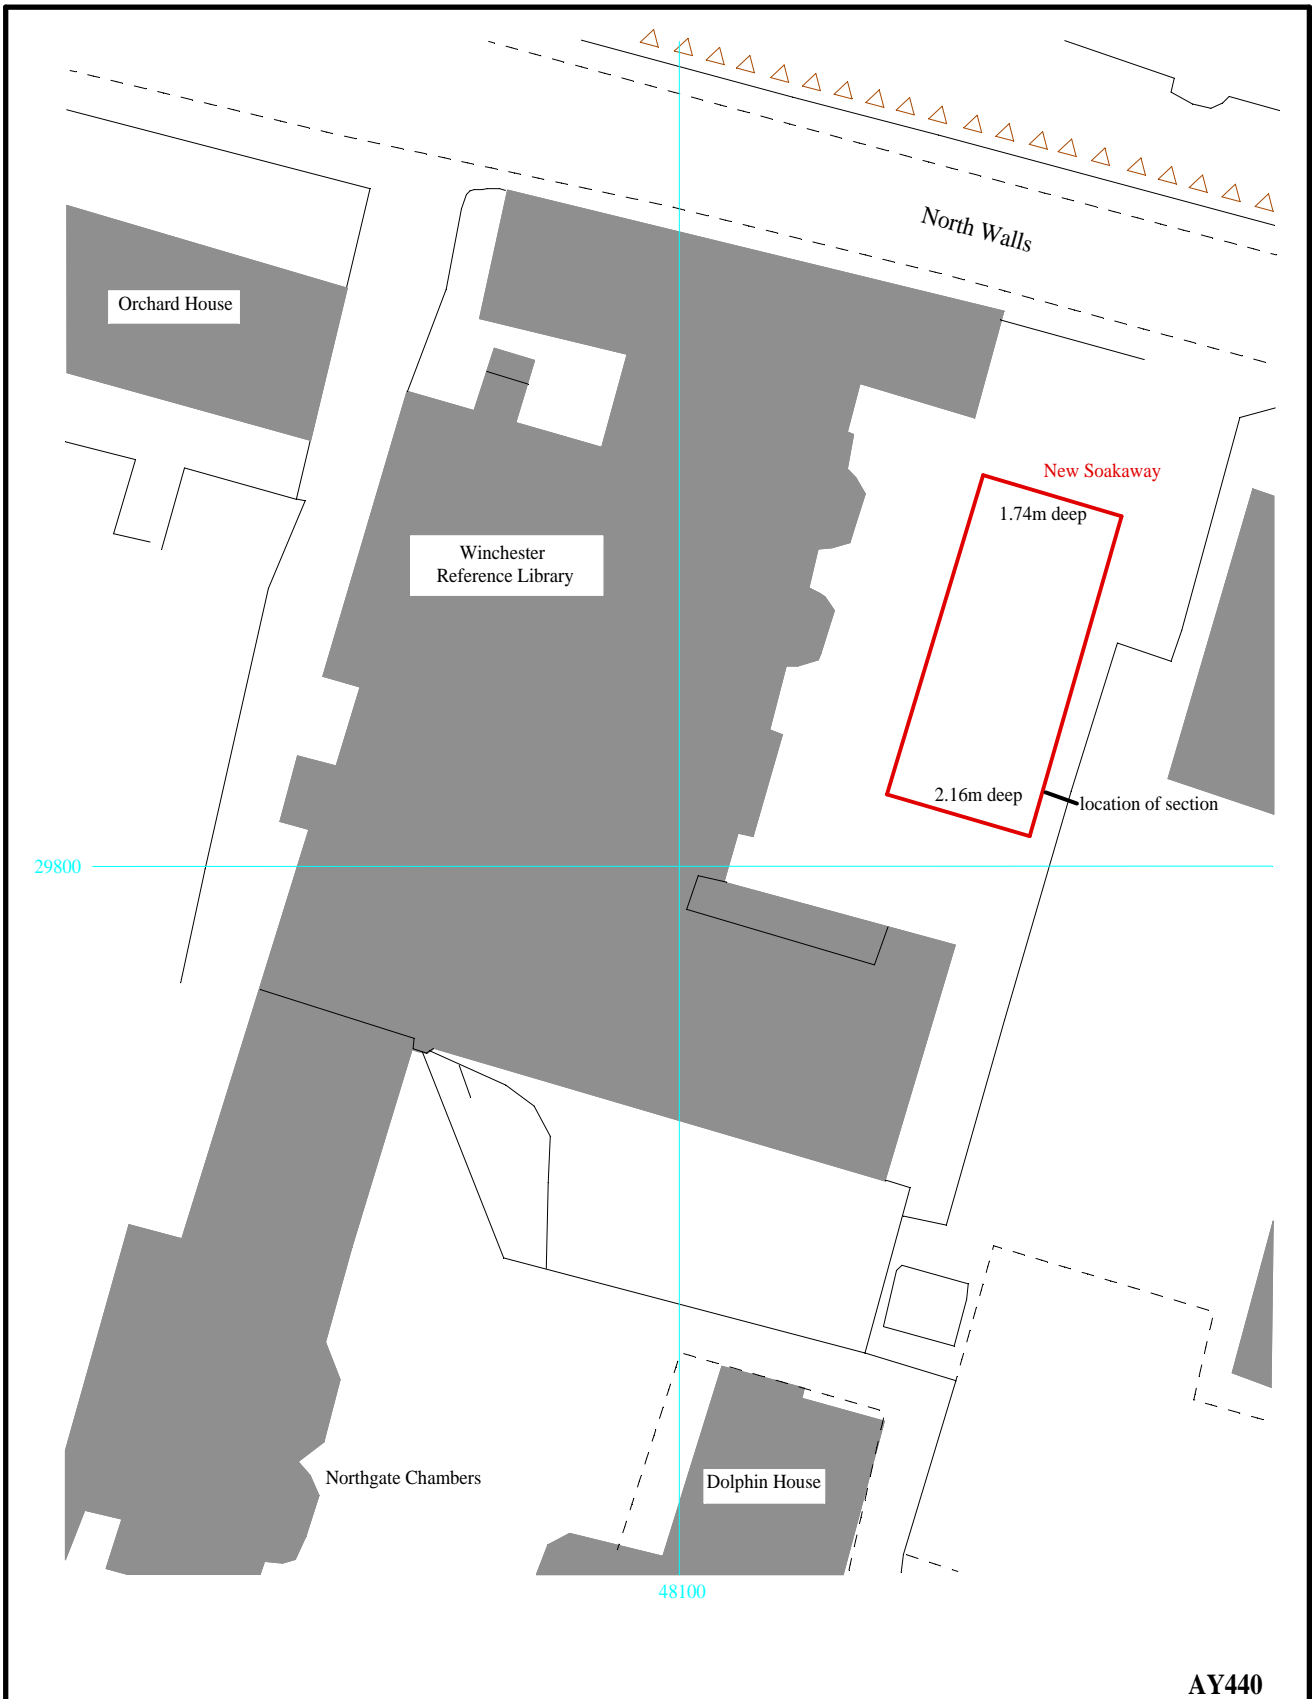 North Walls
Orchard House
New Soakaway
1.74m deep
Winchester
Reference Library
2.16m deep
location of section
29800
Northgate Chambers
Dolphin House
48100
AY440